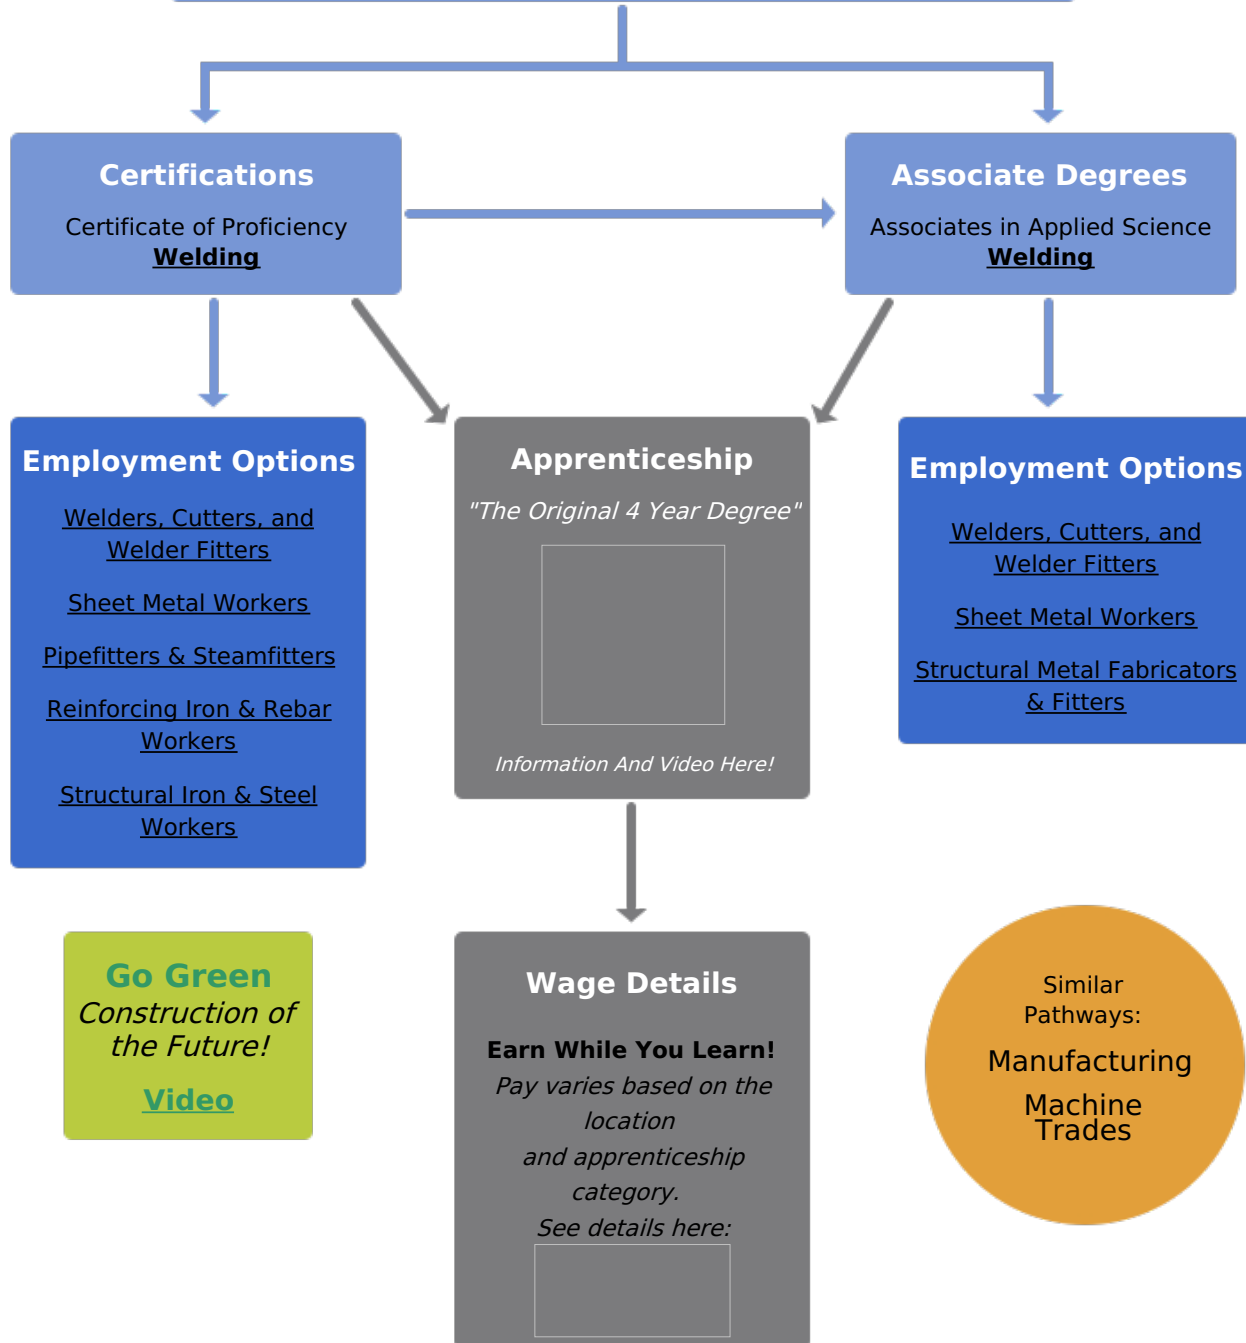 Certifications
Certificate of Proficiency
Welding
Associate Degrees
Associates in Applied Science
Welding
Employment Options
Welders, Cutters, and
Welder Fitters
Sheet Metal Workers
Pipefitters & Steamfitters
Reinforcing Iron & Rebar
Workers
Structural Iron & Steel
Workers
Apprenticeship
"The Original 4 Year Degree"
Information And Video Here!
Employment Options
Welders, Cutters, and
Welder Fitters
Sheet Metal Workers
Structural Metal Fabricators
& Fitters
Go Green
Construction of
the Future!
Video
Wage Details
Earn While You Learn!
Pay varies based on the
location
and apprenticeship
category.
See details here:
Similar
Pathways:
Manufacturing
Machine
Trades